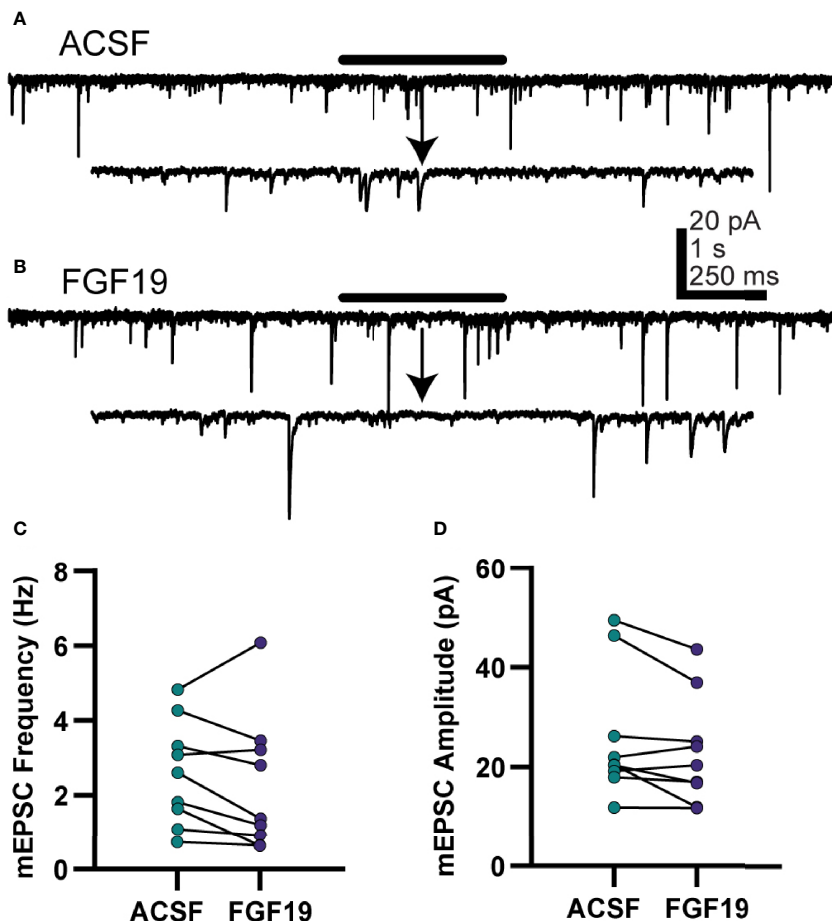 A
ACSF
20 pA
1 s
250 ms
B
FGF19
C
D
mEPSC Frequency (Hz)
8
6
4
2
0
ACSF FGF19
mEPSC Amplitude (pA)
60
40
20
0
ACSF FGF19